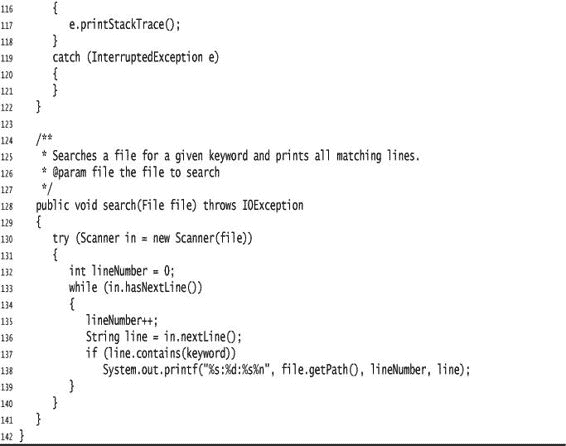 116 {
117 e.printStackTrace();
118 }
119 catch (InterruptedException e)
120 {
121 }
122 }
123
124 /**
125 * Searches a file for a given keyword and prints all matching lines.
126 * @param file the file to search
127 */
128 public void search(File file) throws IOException
129 {
130 try (Scanner in = new Scanner(file))
131 {
132 int lineNumber = 0;
133 while (in.hasNextLine())
134 {
135 lineNumber++;
136 String line = in.nextLine();
137 if (line.contains(keyword))
138 System.out.printf("%s:%d:%s%n", file.getPath(), lineNumber, line);
139 }
140 }
141 }
142 }